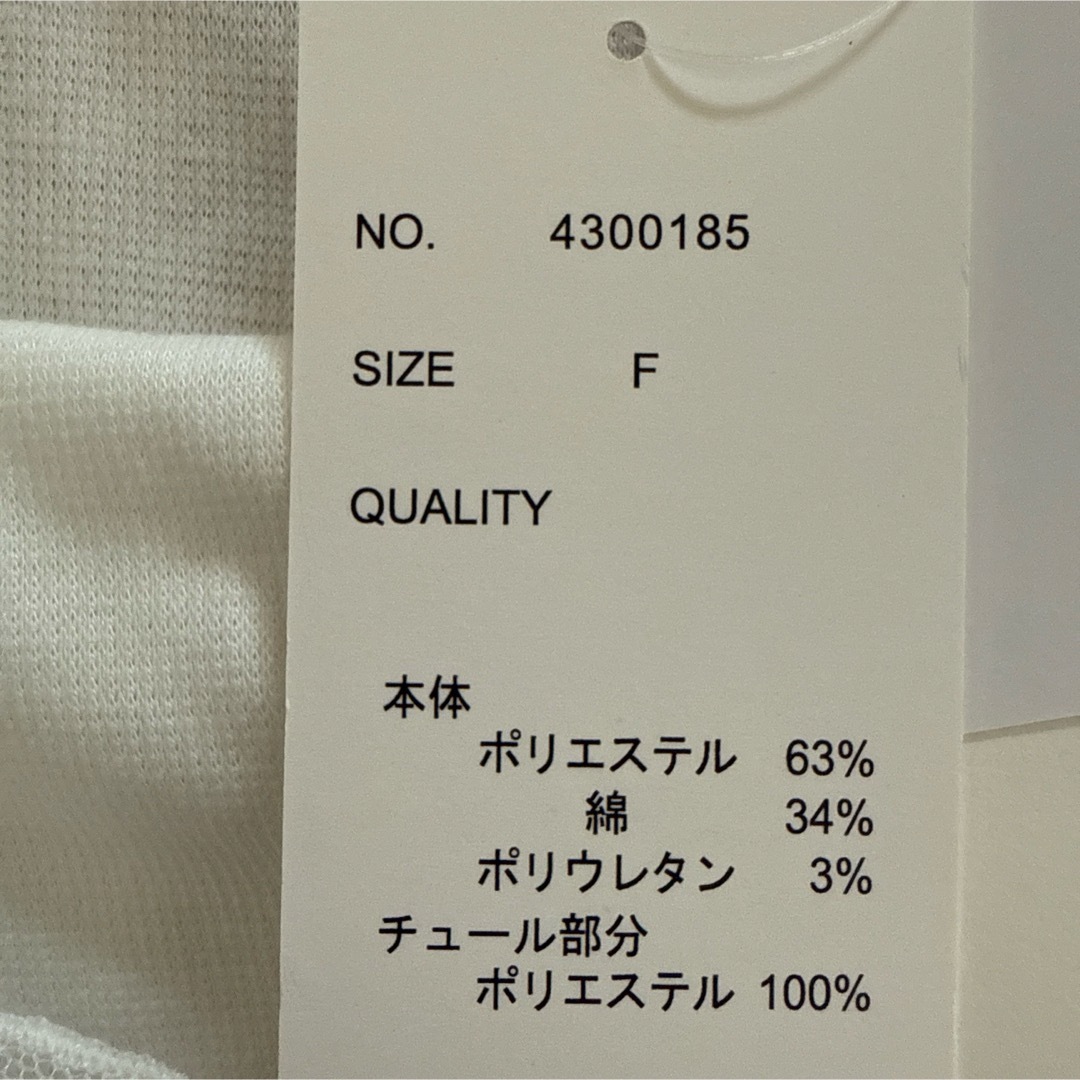 NO. 4300185
SIZE F
QUALITY
本体
ポリエステル 63%
綿 34%
ポリウレタン 3%
チュール部分
ポリエステル 100%